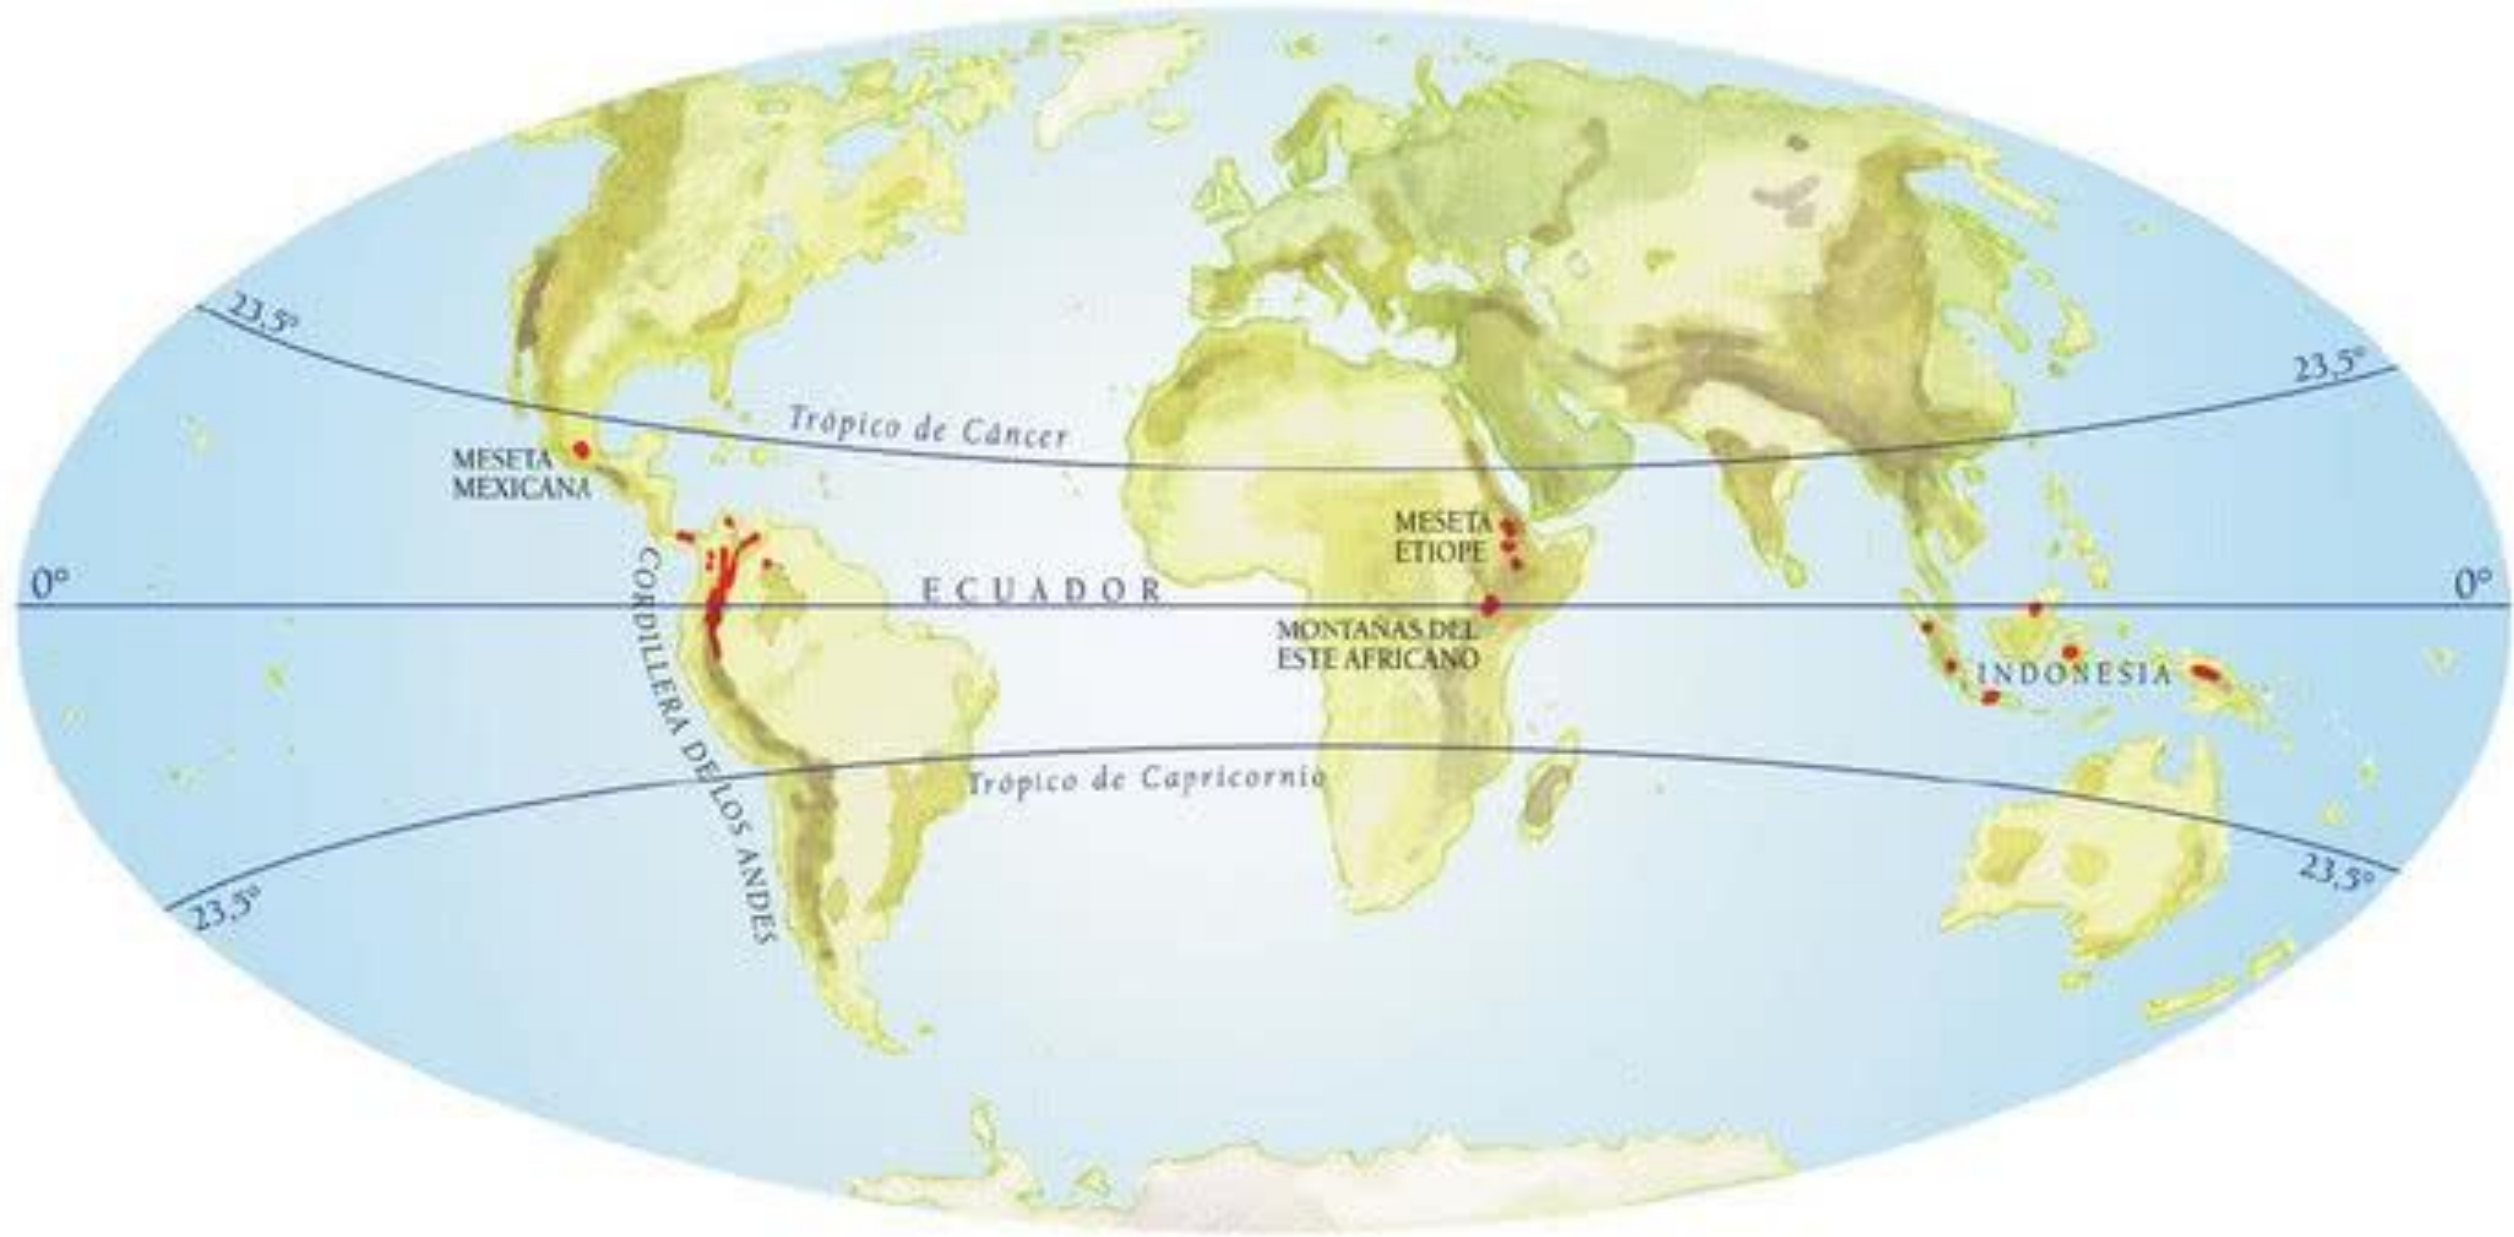 23,5°
23,5°
Trópico de Cáncer
MESETA
MEXICANA
MESETA
ETIOPE
0°
ECUADOR
0°
MONTAÑAS DEL
ESTE AFRICANO
INDONESIA
CORDILLERA DE LOS ANDES
Trópico de Capricornio
23,5°
23,5°